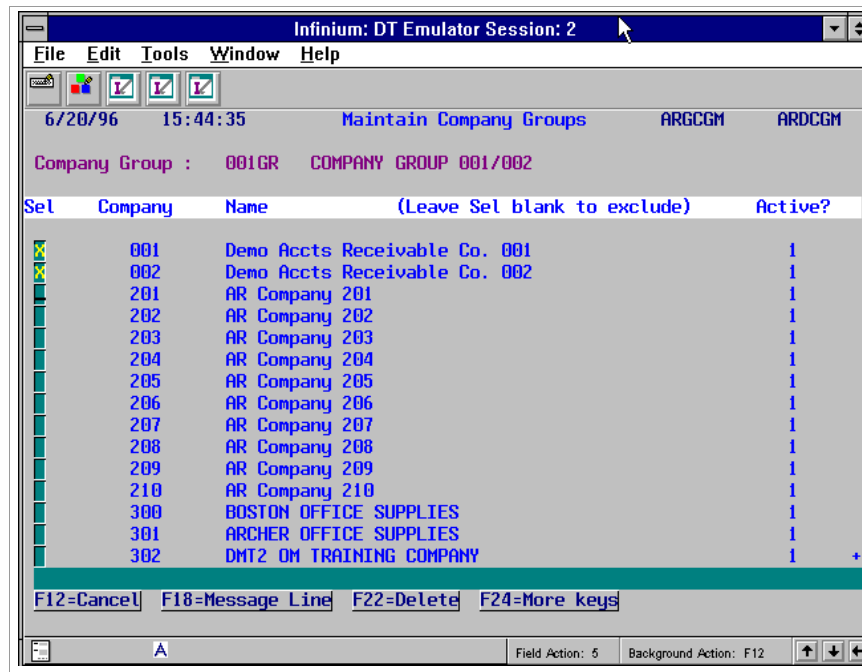 Infinium: DT Emulator Session: 2
File Edit Tools Window Help
6/20/96 15:44:35 Maintain Company Groups ARGCGM ARDCGM
Company Group : 001GR COMPANY GROUP 001/002
Sel Company Name (Leave Sel blank to exclude) Active?
X 001 Demo Accts Receivable Co. 001 1
X 002 Demo Accts Receivable Co. 002 1
201 AR Company 201 1
202 AR Company 202 1
203 AR Company 203 1
204 AR Company 204 1
205 AR Company 205 1
206 AR Company 206 1
207 AR Company 207 1
208 AR Company 208 1
209 AR Company 209 1
210 AR Company 210 1
300 BOSTON OFFICE SUPPLIES 1
301 ARCHER OFFICE SUPPLIES 1
302 DMT2 OM TRAINING COMPANY 1 +
F12=Cancel F18=Message Line F22=Delete F24=More keys
A Field Action: 5 Background Action: F12